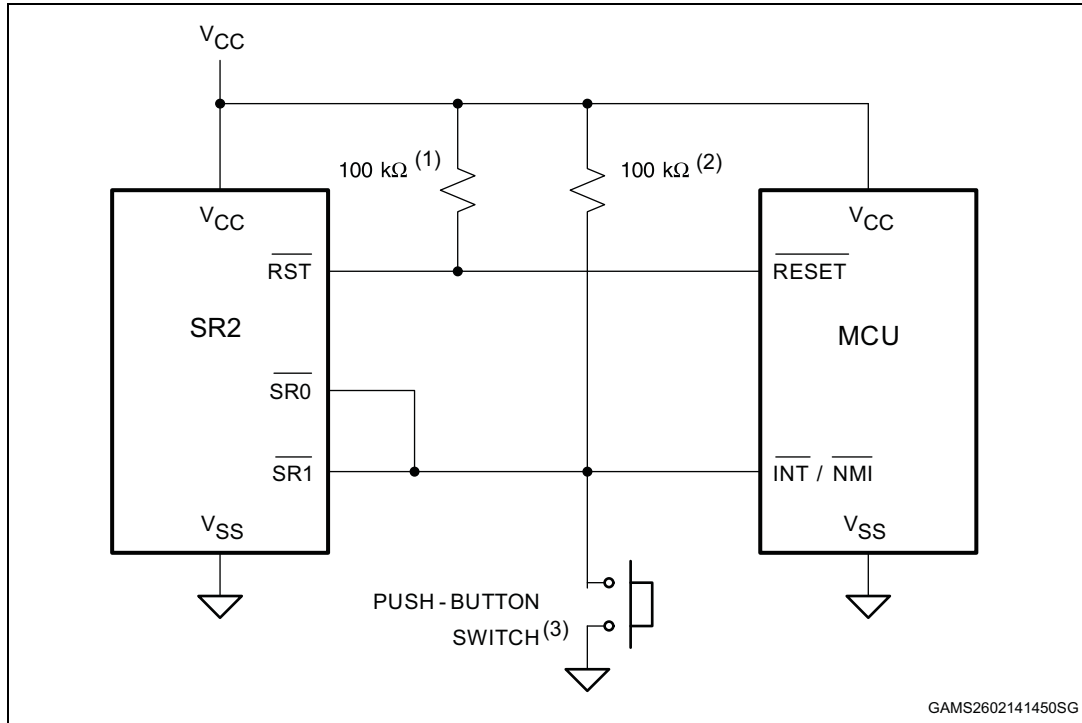 VCC
100 kΩ (1)
100 kΩ (2)
VCC
RST
SR2
SR0
SR1
VSS
VCC
RESET
MCU
INT / NMI
VSS
PUSH-BUTTON
SWITCH(3)
GAMS2602141450SG